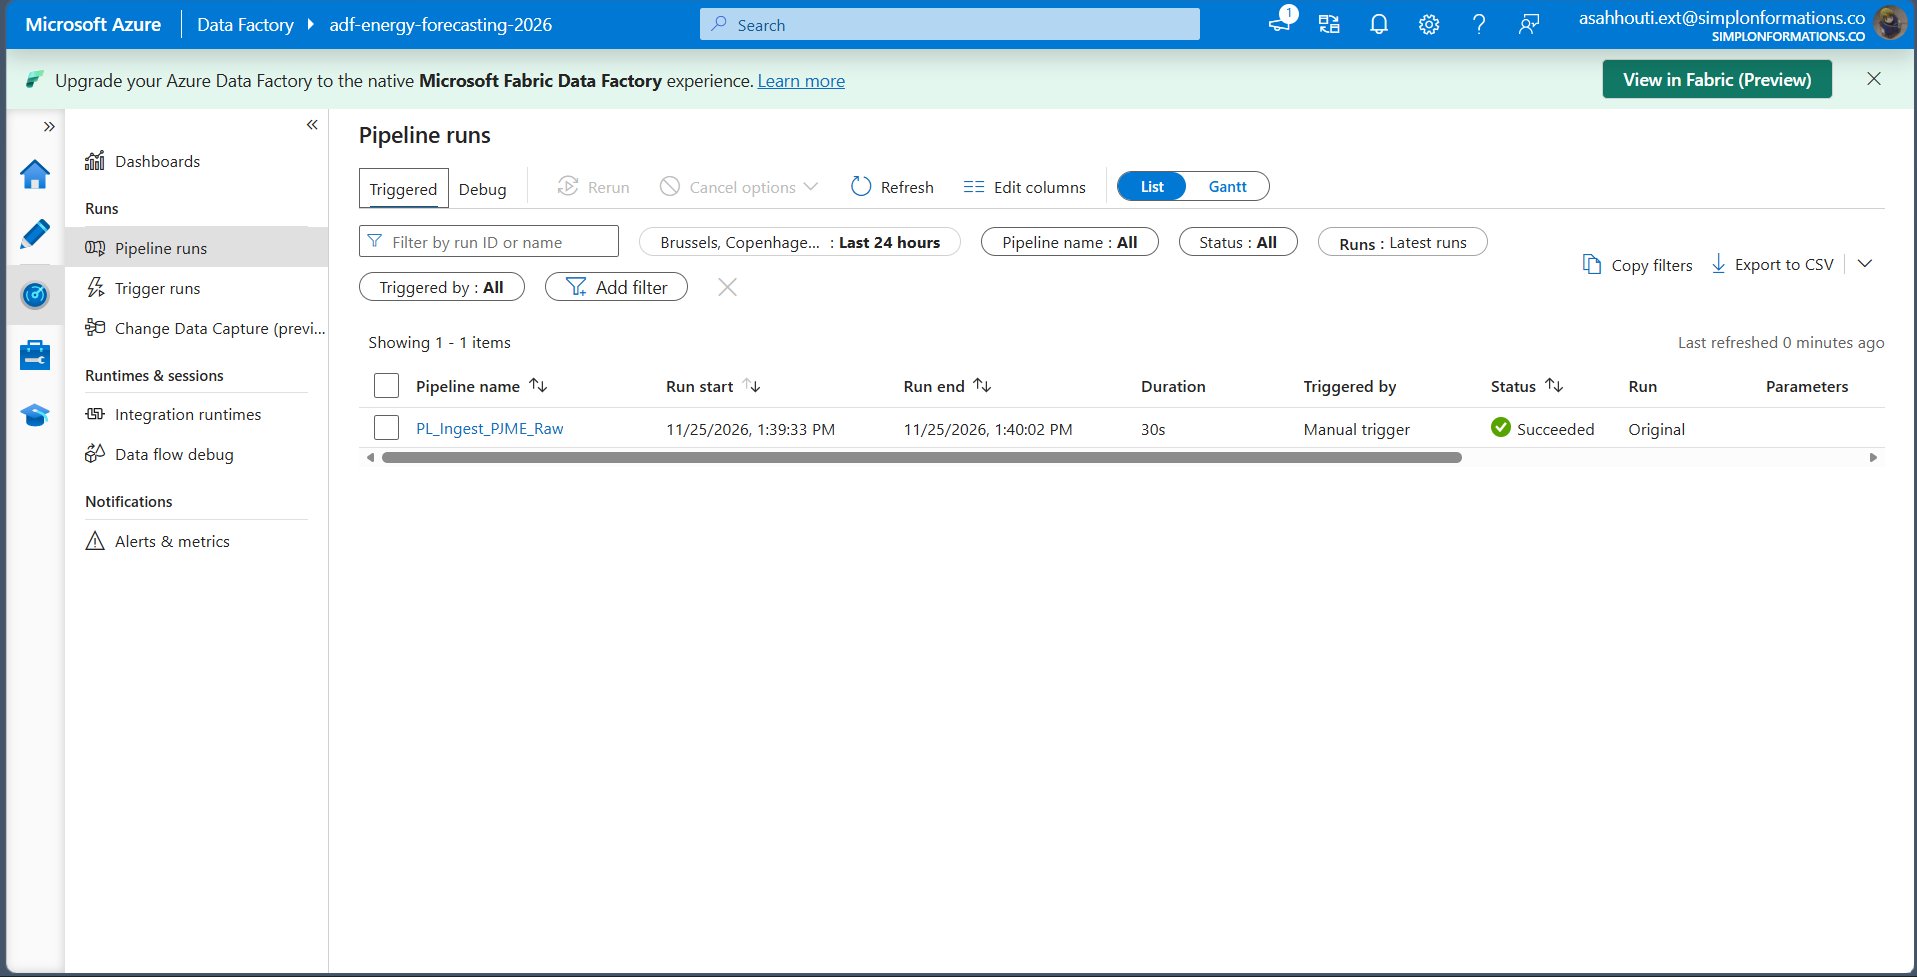 Microsoft Azure
Data Factory
adf-energy-forecasting-2026
Search
1
asahhouti.ext@simplonformations.co
SIMPLONFORMATIONS.CO
Upgrade your Azure Data Factory to the native Microsoft Fabric Data Factory experience. Learn more
View in Fabric (Preview)
Dashboards
Runs
Pipeline runs
Trigger runs
Change Data Capture (previ...
Runtimes & sessions
Integration runtimes
Data flow debug
Notifications
Alerts & metrics
Pipeline runs
Triggered Debug Rerun Cancel options Refresh Edit columns List Gantt
Filter by run ID or name Brussels, Copenhage... : Last 24 hours Pipeline name : All Status : All Runs : Latest runs
Copy filters Export to CSV
Triggered by : All Add filter
Showing 1 - 1 items
Last refreshed 0 minutes ago
Pipeline name Run start Run end Duration Triggered by Status Run Parameters
PL_Ingest_PJME_Raw 11/25/2026, 1:39:33 PM 11/25/2026, 1:40:02 PM 30s Manual trigger Succeeded Original